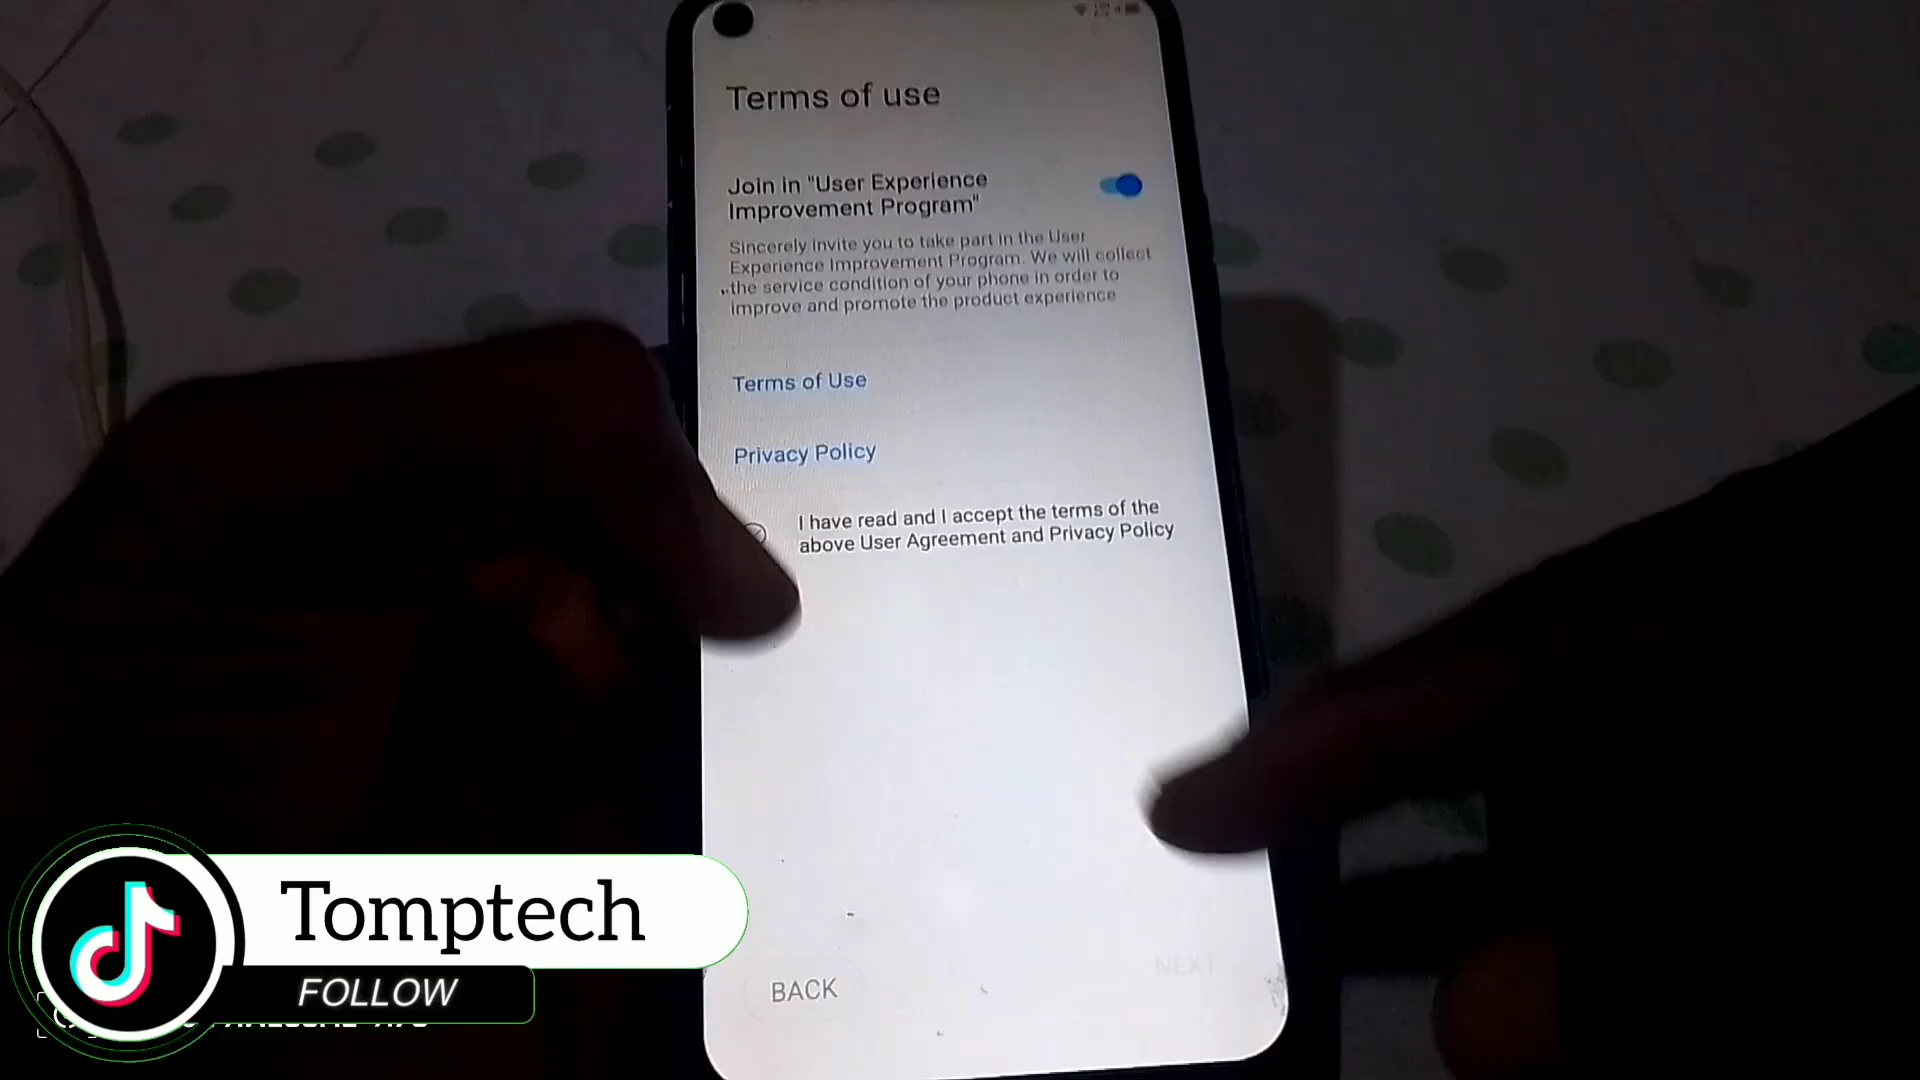 Terms of use
Join in "User Experience
Improvement Program"
Sincerely invite you to take part in the User
Experience Improvement Program. We will collect
the service condition of your phone in order to
improve and promote the product experience
Terms of Use
Privacy Policy
I have read and I accept the terms of the
above User Agreement and Privacy Policy
NEXT
BACK
Tomptech
FOLLOW